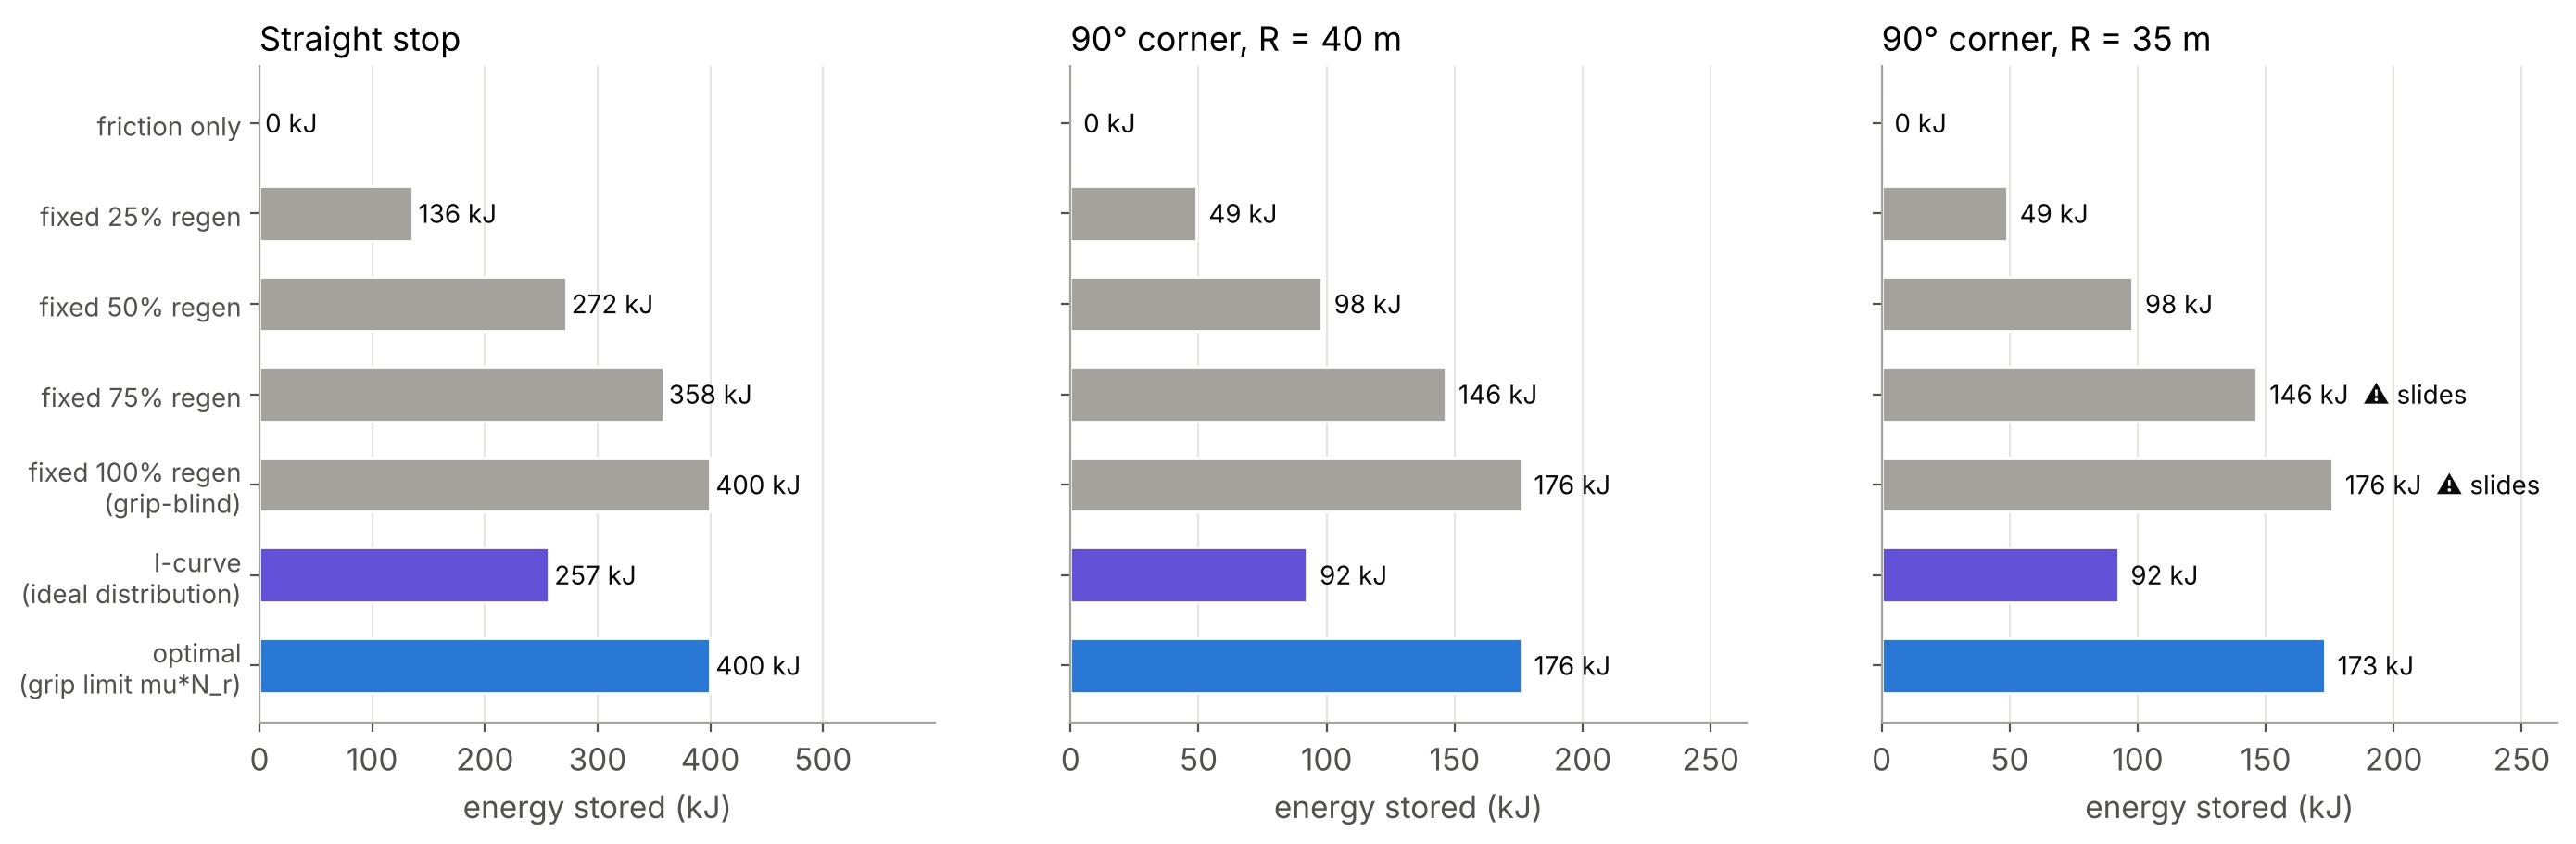 Straight stop
friction only
0 kJ
fixed 25% regen
136 kJ
fixed 50% regen
272 kJ
fixed 75% regen
358 kJ
fixed 100% regen
(grip-blind)
400 kJ
I-curve
(ideal distribution)
257 kJ
optimal
(grip limit mu*N_r)
400 kJ
0 100 200 300 400 500
energy stored (kJ)
90° corner, R = 40 m
0 kJ
49 kJ
98 kJ
146 kJ
176 kJ
92 kJ
176 kJ
0 50 100 150 200 250
energy stored (kJ)
90° corner, R = 35 m
0 kJ
49 kJ
98 kJ
146 kJ ⚠ slides
176 kJ ⚠ slides
92 kJ
173 kJ
0 50 100 150 200 250
energy stored (kJ)